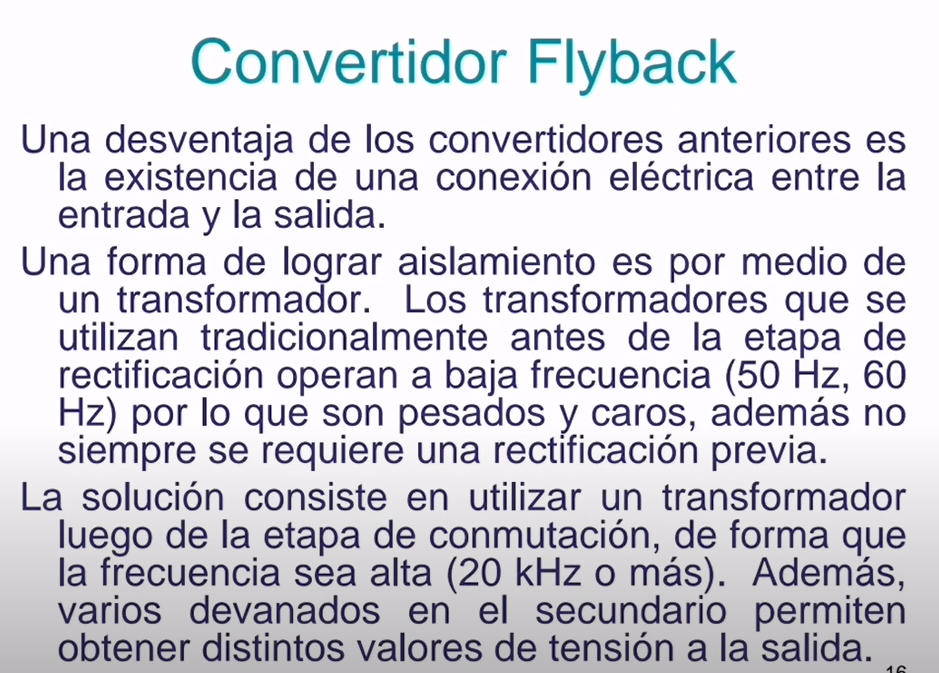 Convertidor Flyback
Una desventaja de los convertidores anteriores es
la existencia de una conexión eléctrica entre la
entrada y la salida.
Una forma de lograr aislamiento es por medio de
un transformador. Los transformadores que se
utilizan tradicionalmente antes de la etapa de
rectificación operan a baja frecuencia (50 Hz, 60
Hz) por lo que son pesados y caros, además no
siempre se requiere una rectificación previa.
La solución consiste en utilizar un transformador
luego de la etapa de conmutación, de forma que
la frecuencia sea alta (20 kHz o más). Además,
varios devanados en el secundario permiten
obtener distintos valores de tensión a la salida.
16